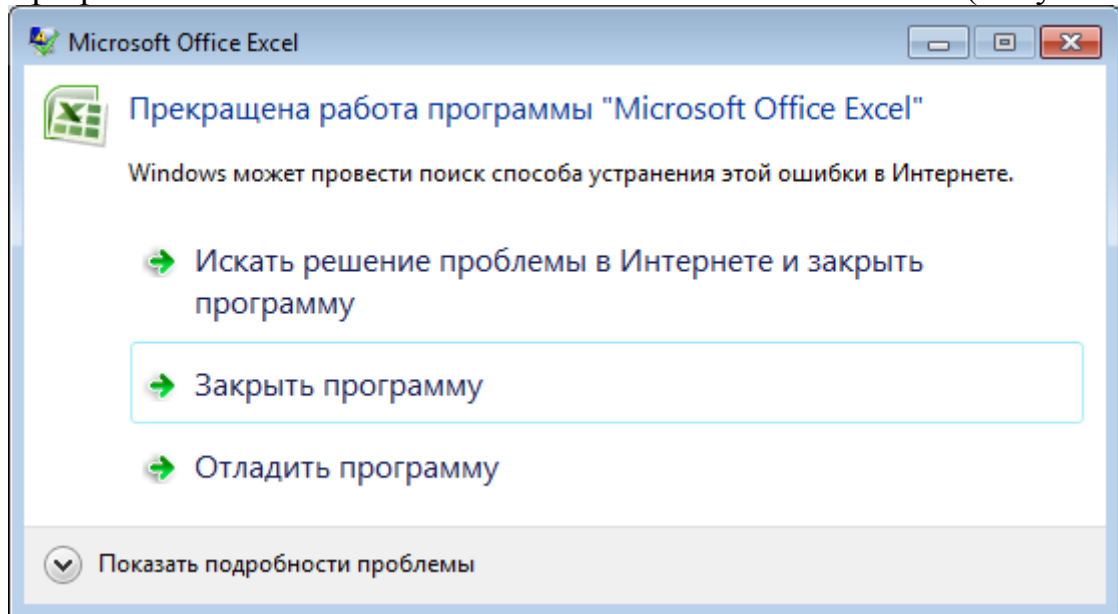 Microsoft Office Excel
Прекращена работа программы "Microsoft Office Excel"
Windows может провести поиск способа устранения этой ошибки в Интернете.
Искать решение проблемы в Интернете и закрыть
программу
Закрыть программу
Отладить программу
Показать подробности проблемы